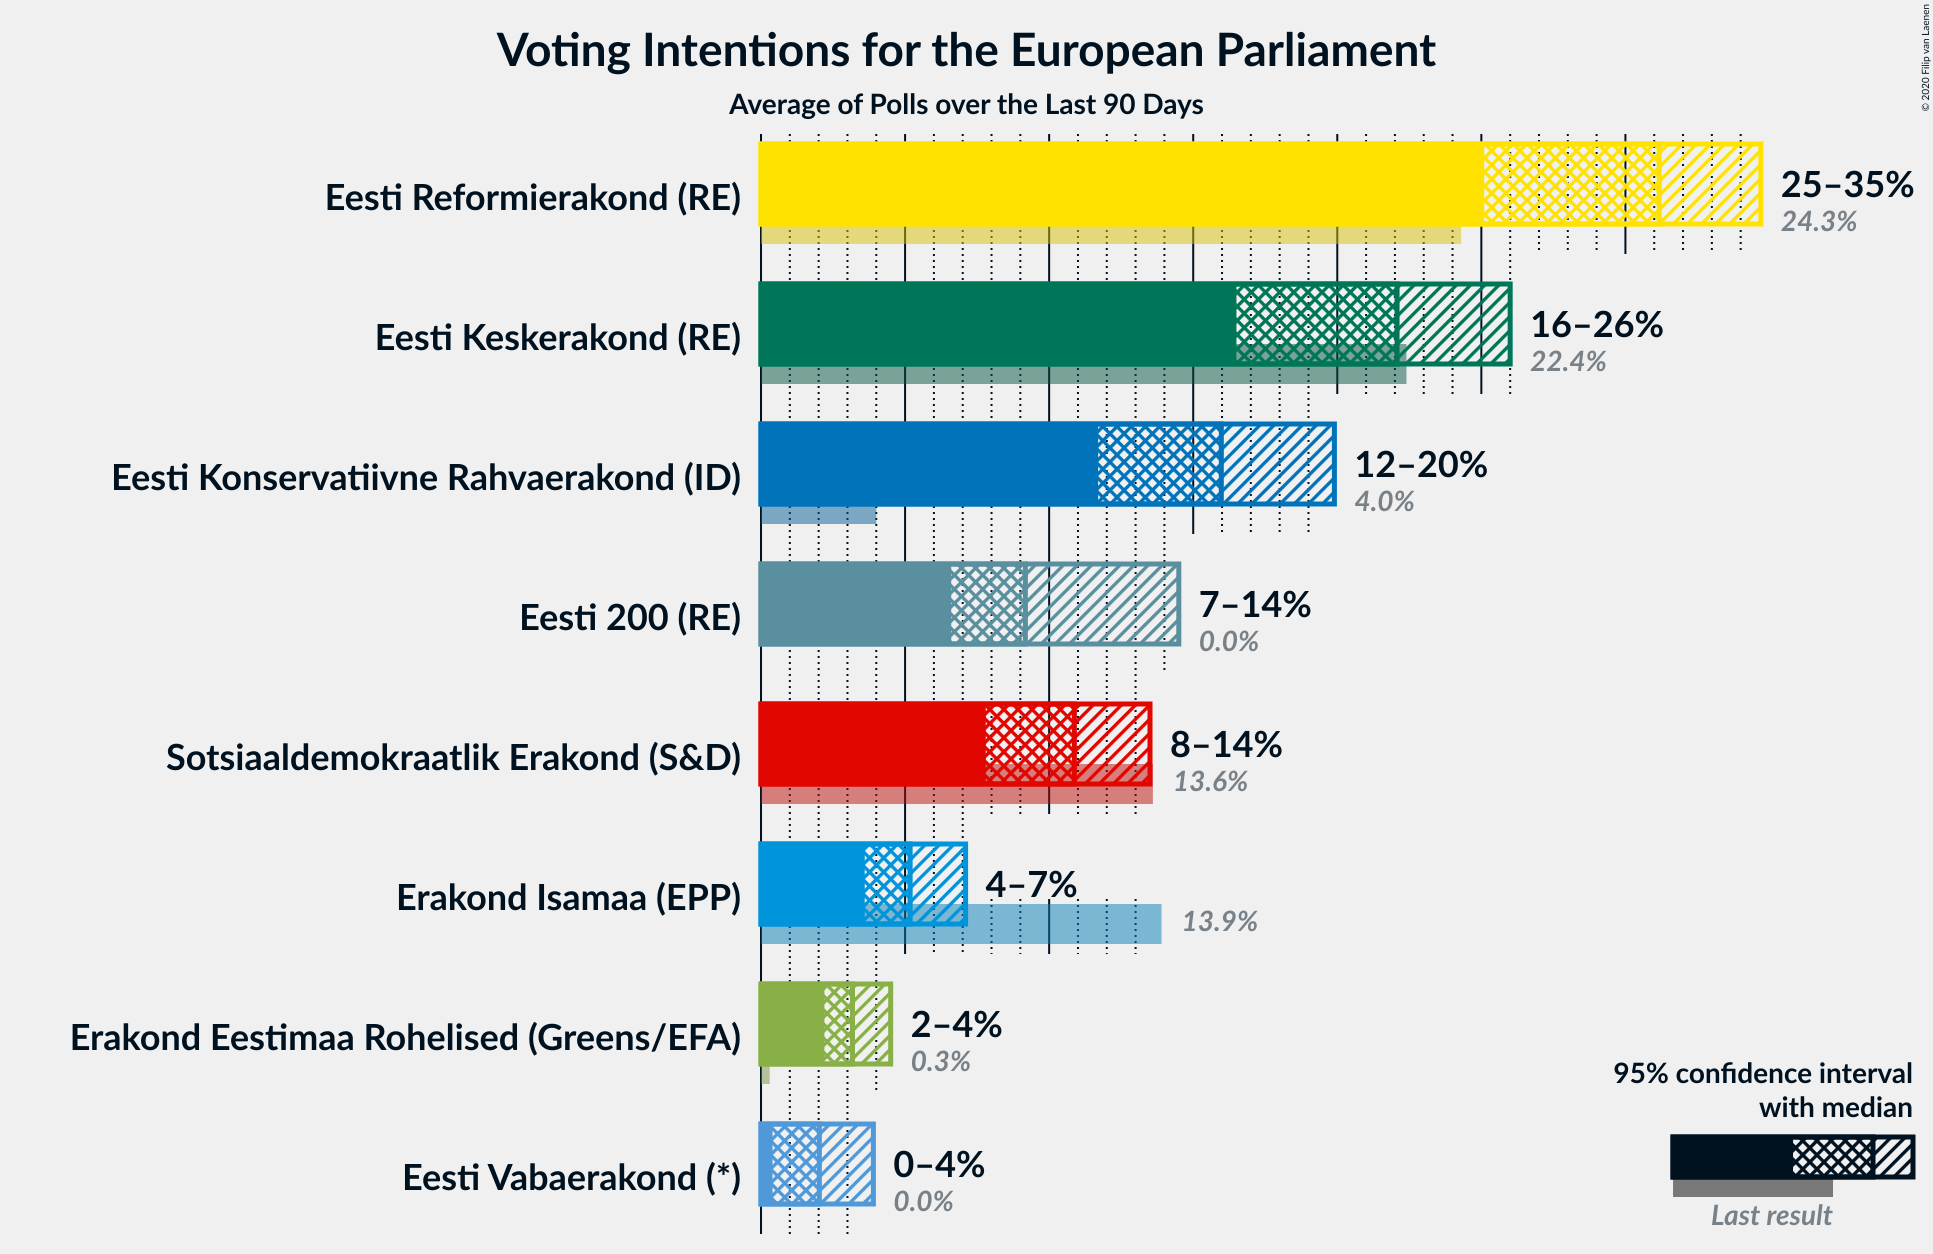 Voting Intentions for the European Parliament
Average of Polls over the Last 90 Days
© 2020 Filip van Laenen
Eesti Reformierakond (RE)
25–35%
24.3%
Eesti Keskerakond (RE)
16–26%
22.4%
Eesti Konservatiivne Rahvaerakond (ID)
12–20%
4.0%
Eesti 200 (RE)
7–14%
0.0%
Sotsiaaldemokraatlik Erakond (S&D)
8–14%
13.6%
Erakond Isamaa (EPP)
4–7%
13.9%
Erakond Eestimaa Rohelised (Greens/EFA)
2–4%
0.3%
Eesti Vabaerakond (*)
0–4%
0.0%
95% confidence interval
with median
Last result